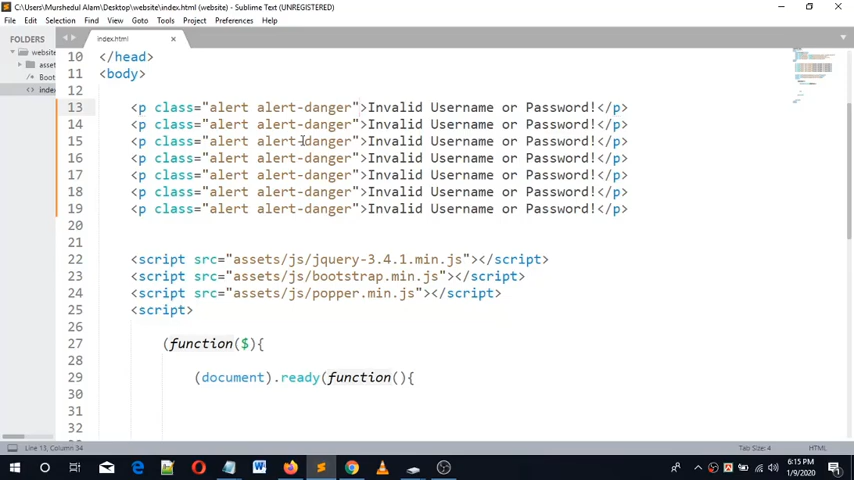 C:\Users\Murshedul Alam\Desktop\website\index.html (website) - Sublime Text (UNREGISTERED)
File Edit Selection Find View Goto Tools Project Preferences Help
FOLDERS
website
asset
Boot
index
index.html
10 </head>
11 <body>
12
13 <p class="alert alert-danger">Invalid Username or Password!</p>
14 <p class="alert alert-danger">Invalid Username or Password!</p>
15 <p class="alert alert-danger">Invalid Username or Password!</p>
16 <p class="alert alert-danger">Invalid Username or Password!</p>
17 <p class="alert alert-danger">Invalid Username or Password!</p>
18 <p class="alert alert-danger">Invalid Username or Password!</p>
19 <p class="alert alert-danger">Invalid Username or Password!</p>
20
21
22 <script src="assets/js/jquery-3.4.1.min.js"></script>
23 <script src="assets/js/bootstrap.min.js"></script>
24 <script src="assets/js/popper.min.js"></script>
25 <script>
26
27 (function($){
28
29 (document).ready(function(){
30
31
Line 13, Column 34
Tab Size: 4 HTML
6:15 PM
1/9/2020